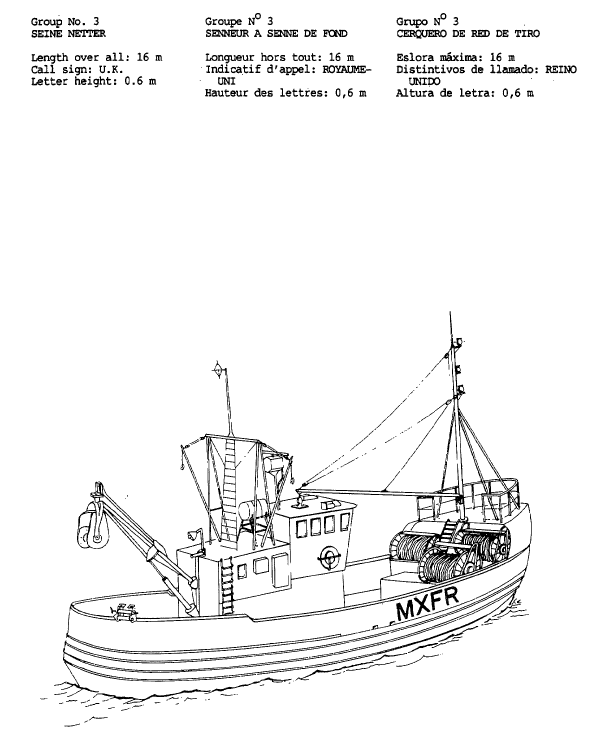 Group No. 3
SEINE NETTER
Length over all: 16 m
Call sign: U.K.
Letter height: 0.6 m
Groupe No 3
SENNEUR A SENNE DE FOND
Longueur hors tout: 16 m
Indicatif d'appel: ROYAUME-
UNI
Hauteur des lettres: 0,6 m
Grupo No 3
CERQUERO DE RED DE TIRO
Eslora máxima: 16 m
Distintivos de llamado: REINO
UNIDO
Altura de letra: 0,6 m
MXFR